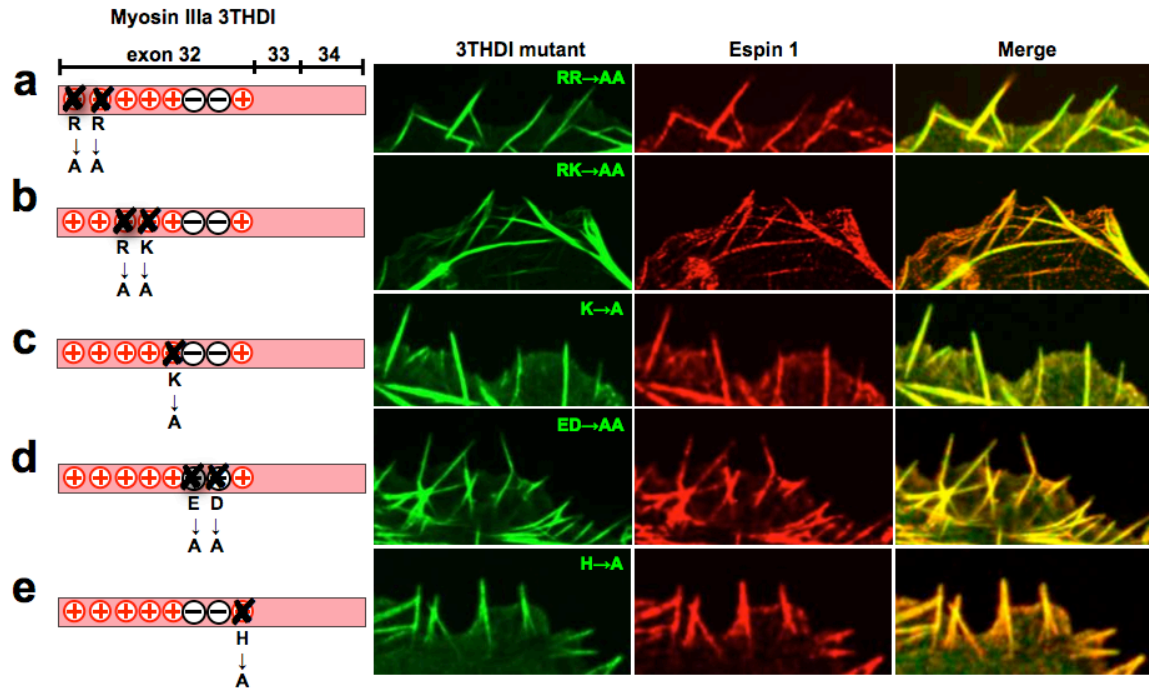 Myosin IIIa 3THDI
exon 32 33 34
3THDI mutant Espin 1 Merge
a
RR→AA
R R
↓ ↓
A A
b
RK→AA
R K
↓ ↓
A A
c
K→A
K
↓
A
d
ED→AA
E D
↓ ↓
A A
e
H→A
H
↓
A